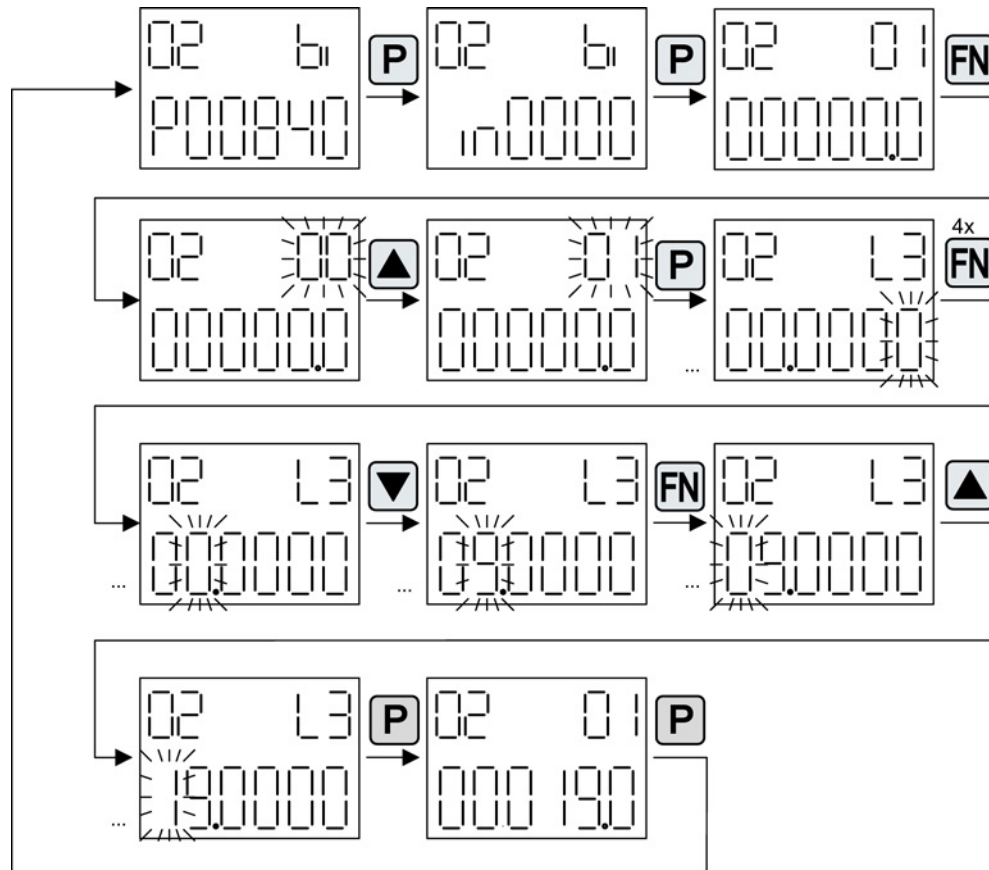 02 bi P 02 bi P 02 01 FN
P00840 in0000 00000.0
4x
02 00 02 01 P 02 L3 FN
00000.0 00000.0 ... 00.0000
02 L3 02 L3 FN 02 L3
... 00.0000 ... 09.0000 ... 09.0000
02 L3 P 02 01 P
... 19.0000 00019.0